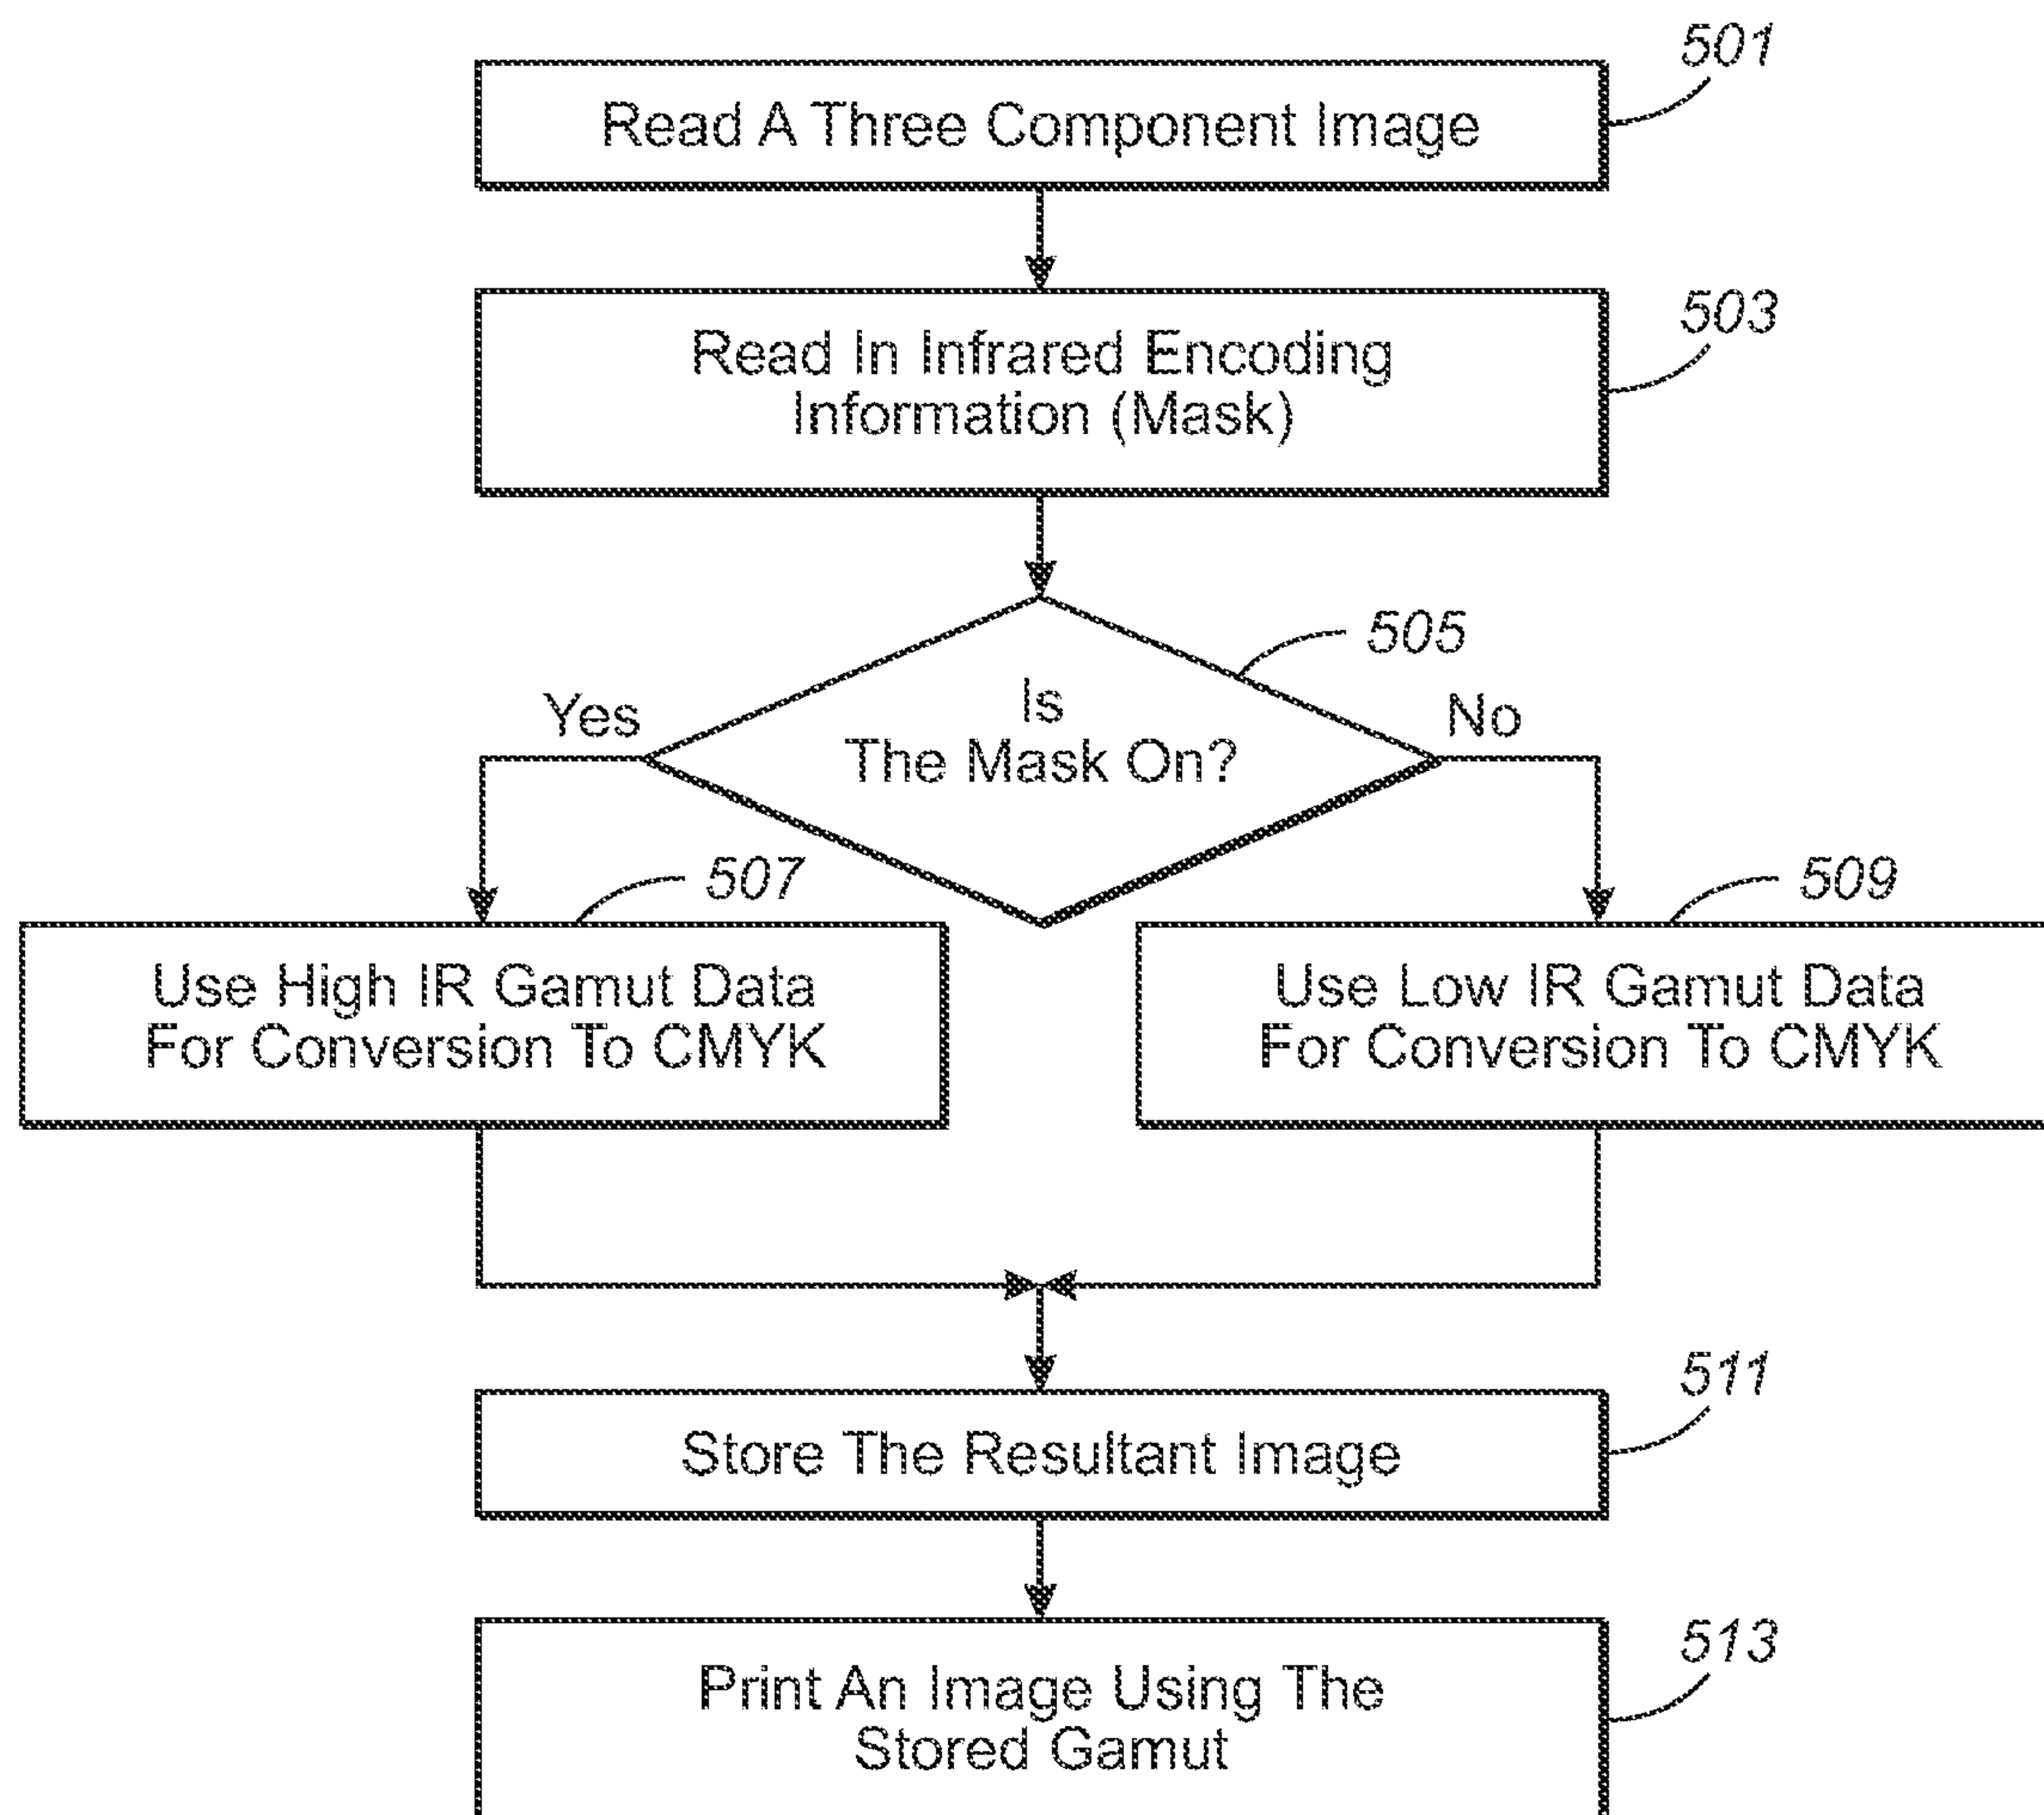 501
Read A Three Component Image
503
Read In Infrared Encoding
Information (Mask)
505
Is
The Mask On?
Yes
No
507
Use High IR Gamut Data
For Conversion To CMYK
509
Use Low IR Gamut Data
For Conversion To CMYK
511
Store The Resultant Image
513
Print An Image Using The
Stored Gamut